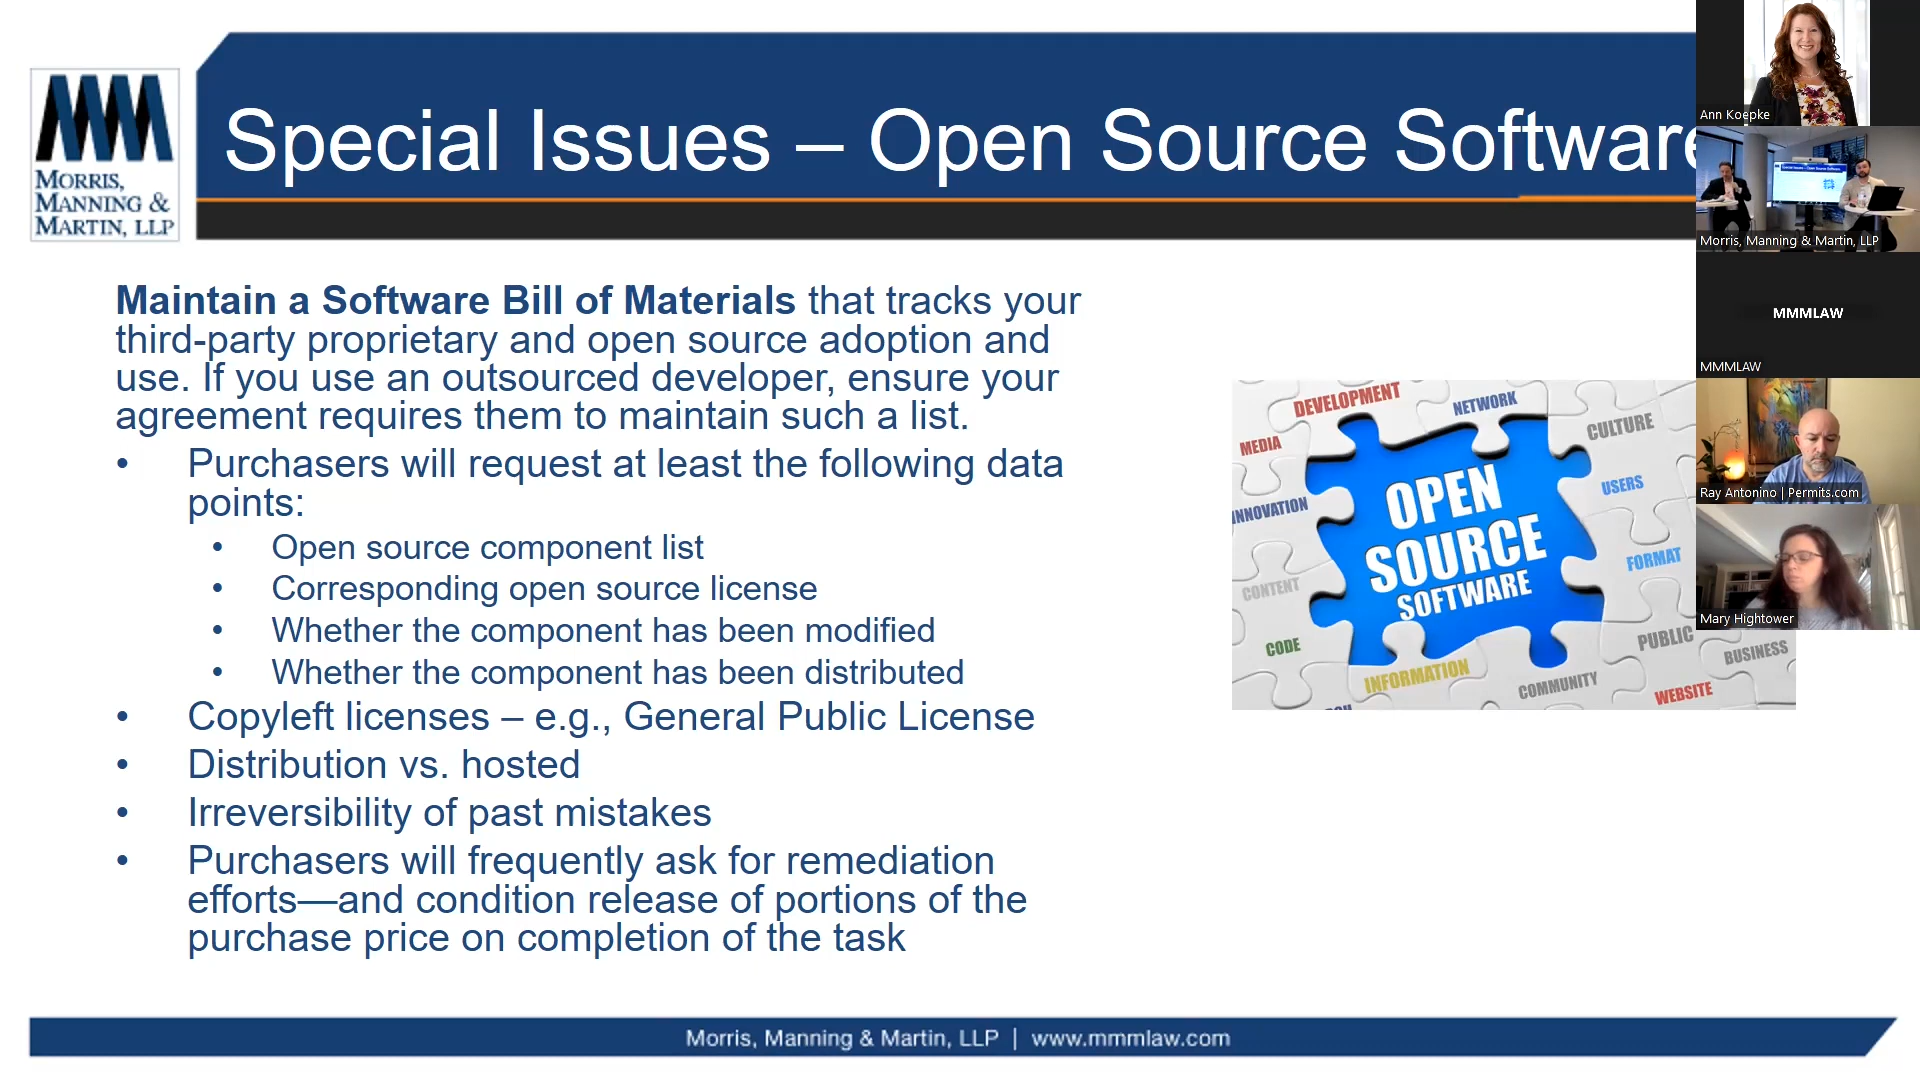 MORRIS,
MANNING &
MARTIN, LLP
Special Issues – Open Source Software
Maintain a Software Bill of Materials that tracks your
third-party proprietary and open source adoption and
use. If you use an outsourced developer, ensure your
agreement requires them to maintain such a list.
• Purchasers will request at least the following data
points:
• Open source component list
• Corresponding open source license
• Whether the component has been modified
• Whether the component has been distributed
• Copyleft licenses – e.g., General Public License
• Distribution vs. hosted
• Irreversibility of past mistakes
• Purchasers will frequently ask for remediation
efforts—and condition release of portions of the
purchase price on completion of the task
DEVELOPMENT
NETWORK
CULTURE
MEDIA
USERS
INNOVATION
OPEN
SOURCE
SOFTWARE
FORMAT
CONTENT
CODE
PUBLIC
BUSINESS
INFORMATION
COMMUNITY
WEBSITE
Ann Koepke
Special Issues – Open Source Software
Morris, Manning & Martin, LLP
MMMLAW
MMMLAW
Ray Antonino | Permits.com
Mary Hightower
Morris, Manning & Martin, LLP | www.mmmlaw.com